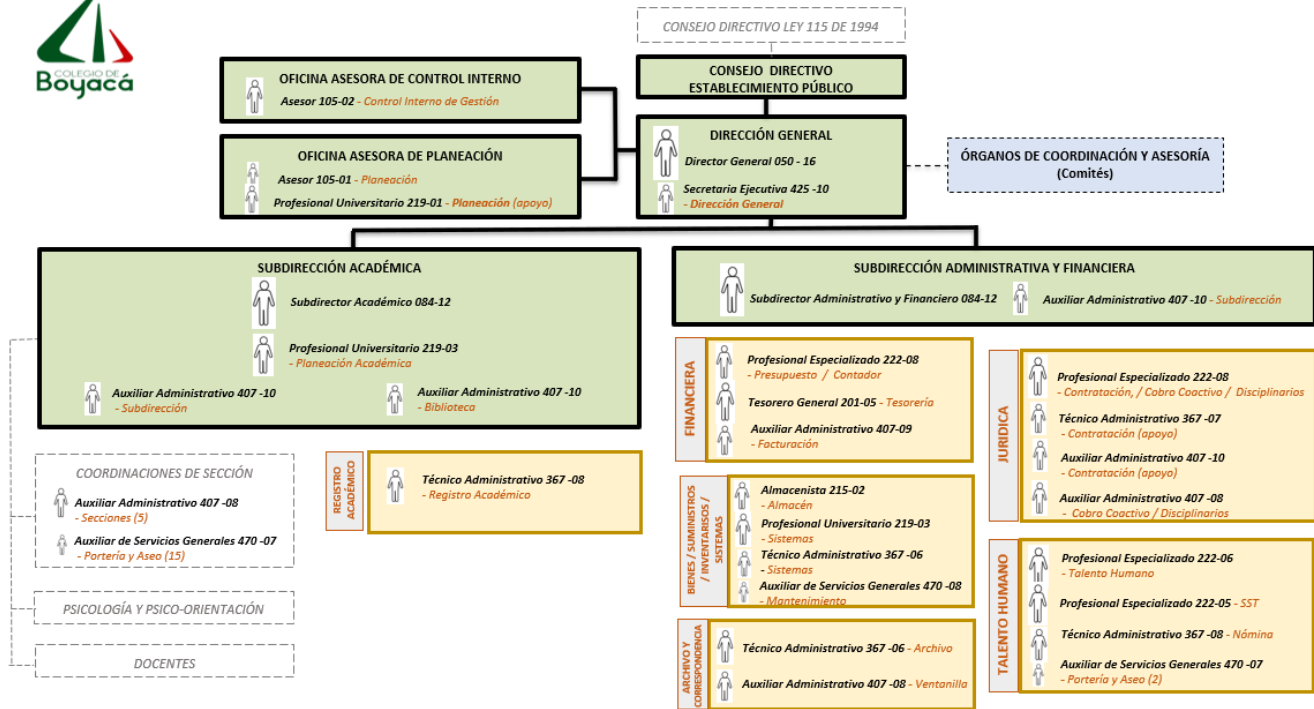 COLEGIO DE
Boyacá
CONSEJO DIRECTIVO LEY 115 DE 1994
CONSEJO DIRECTIVO
ESTABLECIMIENTO PÚBLICO
OFICINA ASESORA DE CONTROL INTERNO
Asesor 105-02 - Control Interno de Gestión
OFICINA ASESORA DE PLANEACIÓN
Asesor 105-01 - Planeación
Profesional Universitario 219-01 - Planeación (apoyo)
DIRECCIÓN GENERAL
Director General 050 - 16
Secretaria Ejecutiva 425 -10
- Dirección General
ÓRGANOS DE COORDINACIÓN Y ASESORÍA
(Comités)
SUBDIRECCIÓN ACADÉMICA
Subdirector Académico 084-12
Profesional Universitario 219-03
- Planeación Académica
Auxiliar Administrativo 407 -10
- Subdirección
Auxiliar Administrativo 407 -10
- Biblioteca
COORDINACIONES DE SECCIÓN
Auxiliar Administrativo 407 -08
- Secciones (5)
Auxiliar de Servicios Generales 470 -07
- Portería y Aseo (15)
PSICOLOGÍA Y PSICO-ORIENTACIÓN
DOCENTES
REGISTRO
ACADÉMICO
Técnico Administrativo 367 -08
- Registro Académico
SUBDIRECCIÓN ADMINISTRATIVA Y FINANCIERA
Subdirector Administrativo y Financiero 084-12
Auxiliar Administrativo 407 -10 - Subdirección
FINANCIERA
Profesional Especializado 222-08
- Presupuesto / Contador
Tesorero General 201-05 - Tesorería
Auxiliar Administrativo 407-09
- Facturación
BIENES / SUMINISTROS
/ INVENTARISOS /
SISTEMAS
Almacenista 215-02
- Almacén
Profesional Universitario 219-03
- Sistemas
Técnico Administrativo 367 -06
- Sistemas
Auxiliar de Servicios Generales 470 -08
- Mantenimiento
ARCHIVO Y
CORRESPONDENCIA
Técnico Administrativo 367 -06 - Archivo
Auxiliar Administrativo 407 -08 - Ventanilla
JURIDICA
Profesional Especializado 222-08
- Contratación, / Cobro Coactivo / Disciplinarios
Técnico Administrativo 367 -07
- Contratación (apoyo)
Auxiliar Administrativo 407 -10
- Contratación (apoyo)
Auxiliar Administrativo 407 -08
- Cobro Coactivo / Disciplinarios
TALENTO HUMANO
Profesional Especializado 222-06
- Talento Humano
Profesional Especializado 222-05 - SST
Técnico Administrativo 367 -08 - Nómina
Auxiliar de Servicios Generales 470 -07
- Portería y Aseo (2)